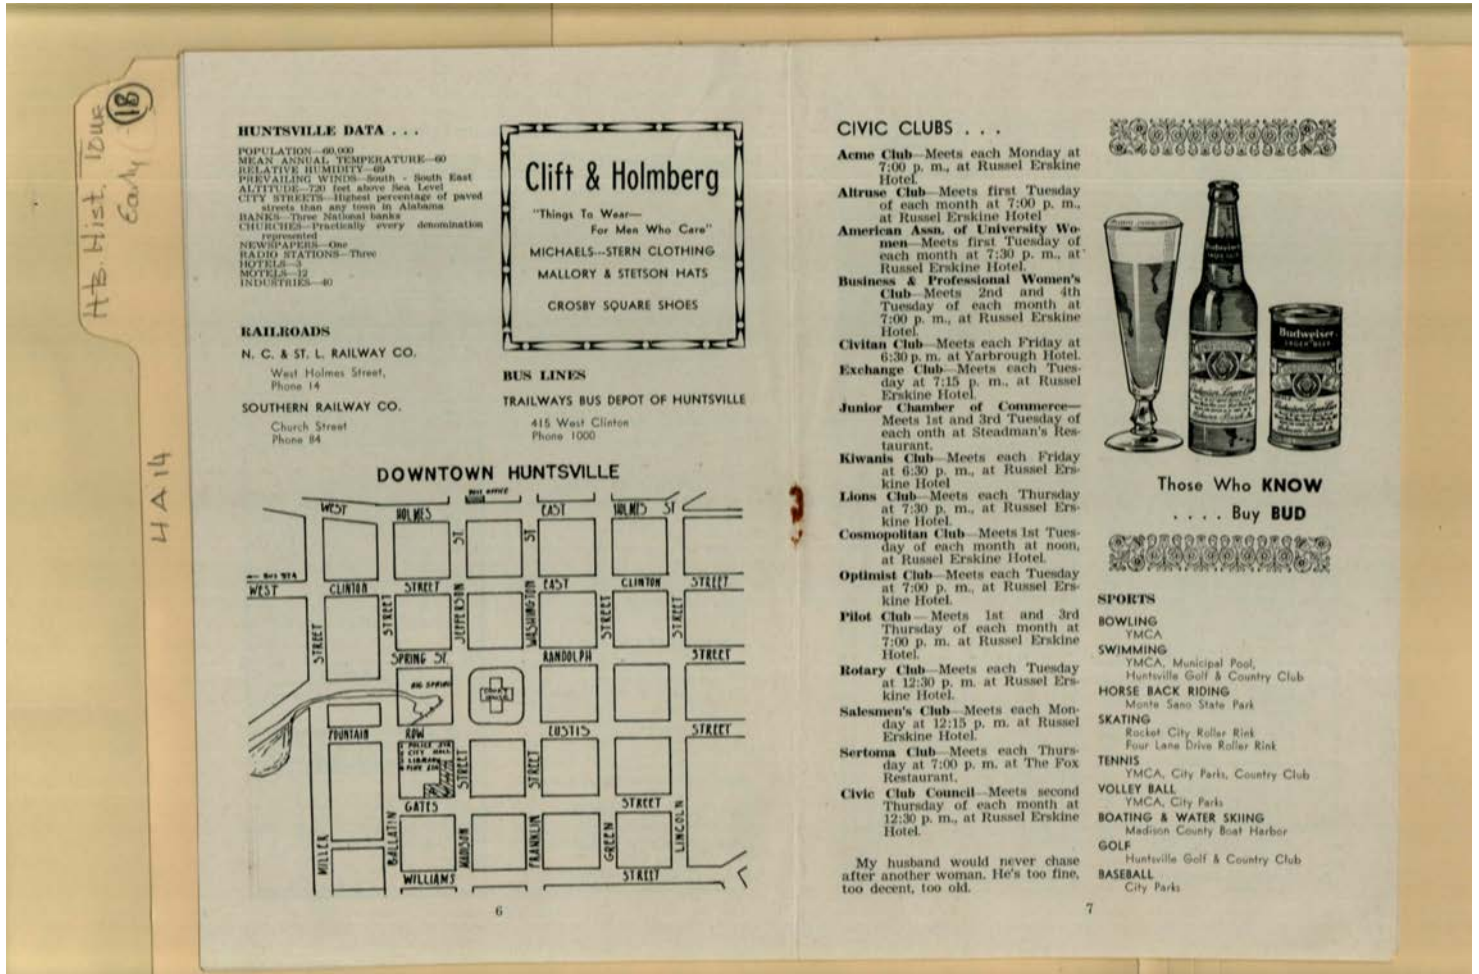 HB. Hist. Tour
Early
18
HA 14
HUNTSVILLE DATA . . .
POPULATION—60,000
MEAN ANNUAL TEMPERATURE—60
RELATIVE HUMIDITY—69
PREVAILING WINDS—South - South East
ALTITUDE—720 feet above Sea Level
CITY STREETS—Highest percentage of paved
streets than any town in Alabama
BANKS—Three National banks
CHURCHES—Practically every denomination
represented
NEWSPAPERS—One
RADIO STATIONS—Three
HOTELS—3
MOTELS—12
INDUSTRIES—40
RAILROADS
N. C. & ST. L. RAILWAY CO.
West Holmes Street,
Phone 14
SOUTHERN RAILWAY CO.
Church Street
Phone 84
Clift & Holmberg
"Things To Wear—
For Men Who Care"
MICHAELS--STERN CLOTHING
MALLORY & STETSON HATS
CROSBY SQUARE SHOES
BUS LINES
TRAILWAYS BUS DEPOT OF HUNTSVILLE
415 West Clinton
Phone 1000
DOWNTOWN HUNTSVILLE
POST OFFICE
WEST HOLMES EAST HOLMES ST
ST. ST.
← BUS STA
WEST CLINTON STREET EAST CLINTON STREET
STREET STREET JEFFERSON WASHINGTON STREET STREET
SPRING ST. RANDOLPH STREET
BIG SPRING
COURT HOUSE
FOUNTAIN ROW EUSTIS STREET
POLICE STA
CITY HALL
LIBRARY
FIRE STA
STREET STREET
GATES STREET
MILLER GALLATIN MADISON FRANKLIN GREEN LINCOLN
WILLIAMS STREET
6
CIVIC CLUBS . . .
Acme Club—Meets each Monday at
7:00 p. m., at Russel Erskine
Hotel.
Altruse Club—Meets first Tuesday
of each month at 7:00 p. m.,
at Russel Erskine Hotel
American Assn. of University Wo-
men—Meets first Tuesday of
each month at 7:30 p. m., at
Russel Erskine Hotel.
Business & Professional Women's
Club—Meets 2nd and 4th
Tuesday of each month at
7:00 p. m., at Russel Erskine
Hotel.
Civitan Club—Meets each Friday at
6:30 p. m. at Yarbrough Hotel.
Exchange Club—Meets each Tues-
day at 7:15 p. m., at Russel
Erskine Hotel.
Junior Chamber of Commerce—
Meets 1st and 3rd Tuesday of
each onth at Steadman's Res-
taurant.
Kiwanis Club—Meets each Friday
at 6:30 p. m., at Russel Ers-
kine Hotel
Lions Club—Meets each Thursday
at 7:30 p. m., at Russel Ers-
kine Hotel.
Cosmopolitan Club—Meets 1st Tues-
day of each month at noon,
at Russel Erskine Hotel.
Optimist Club—Meets each Tuesday
at 7:00 p. m., at Russel Ers-
kine Hotel.
Pilot Club—Meets 1st and 3rd
Thursday of each month at
7:00 p. m., at Russel Erskine
Hotel.
Rotary Club—Meets each Tuesday
at 12:30 p. m. at Russel Ers-
kine Hotel.
Salesmen's Club—Meets each Mon-
day at 12:15 p. m. at Russel
Erskine Hotel.
Sertoma Club—Meets each Thurs-
day at 7:00 p. m. at The Fox
Restaurant.
Civic Club Council—Meets second
Thursday of each month at
12:30 p. m., at Russel Erskine
Hotel.
My husband would never chase
after another woman. He's too fine,
too decent, too old.
7
Budweiser
LAGER BEER
Those Who KNOW
. . . . Buy BUD
SPORTS
BOWLING
YMCA
SWIMMING
YMCA, Municipal Pool,
Huntsville Golf & Country Club
HORSE BACK RIDING
Monte Sano State Park
SKATING
Rocket City Roller Rink
Four Lane Drive Roller Rink
TENNIS
YMCA, City Parks, Country Club
VOLLEY BALL
YMCA, City Parks
BOATING & WATER SKIING
Madison County Boat Harbor
GOLF
Huntsville Golf & Country Club
BASEBALL
City Parks